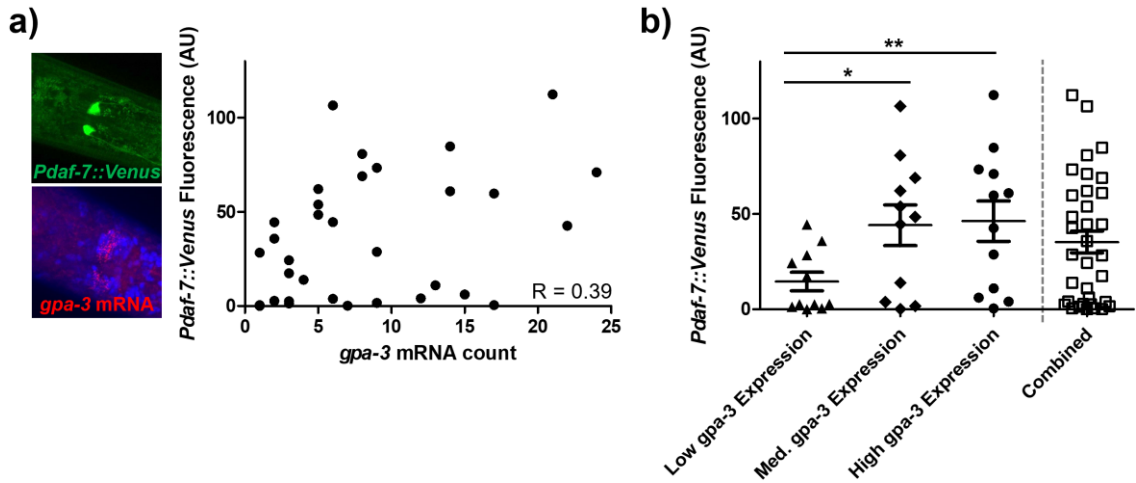 a)
Pdaf-7::Venus
gpa-3 mRNA
Pdaf-7::Venus Fluorescence (AU)
100
50
0
0 5 10 15 20 25
R = 0.39
gpa-3 mRNA count
b)
Pdaf-7::Venus Fluorescence (AU)
**
*
100
50
0
Low gpa-3 Expression
Med. gpa-3 Expression
High gpa-3 Expression
Combined